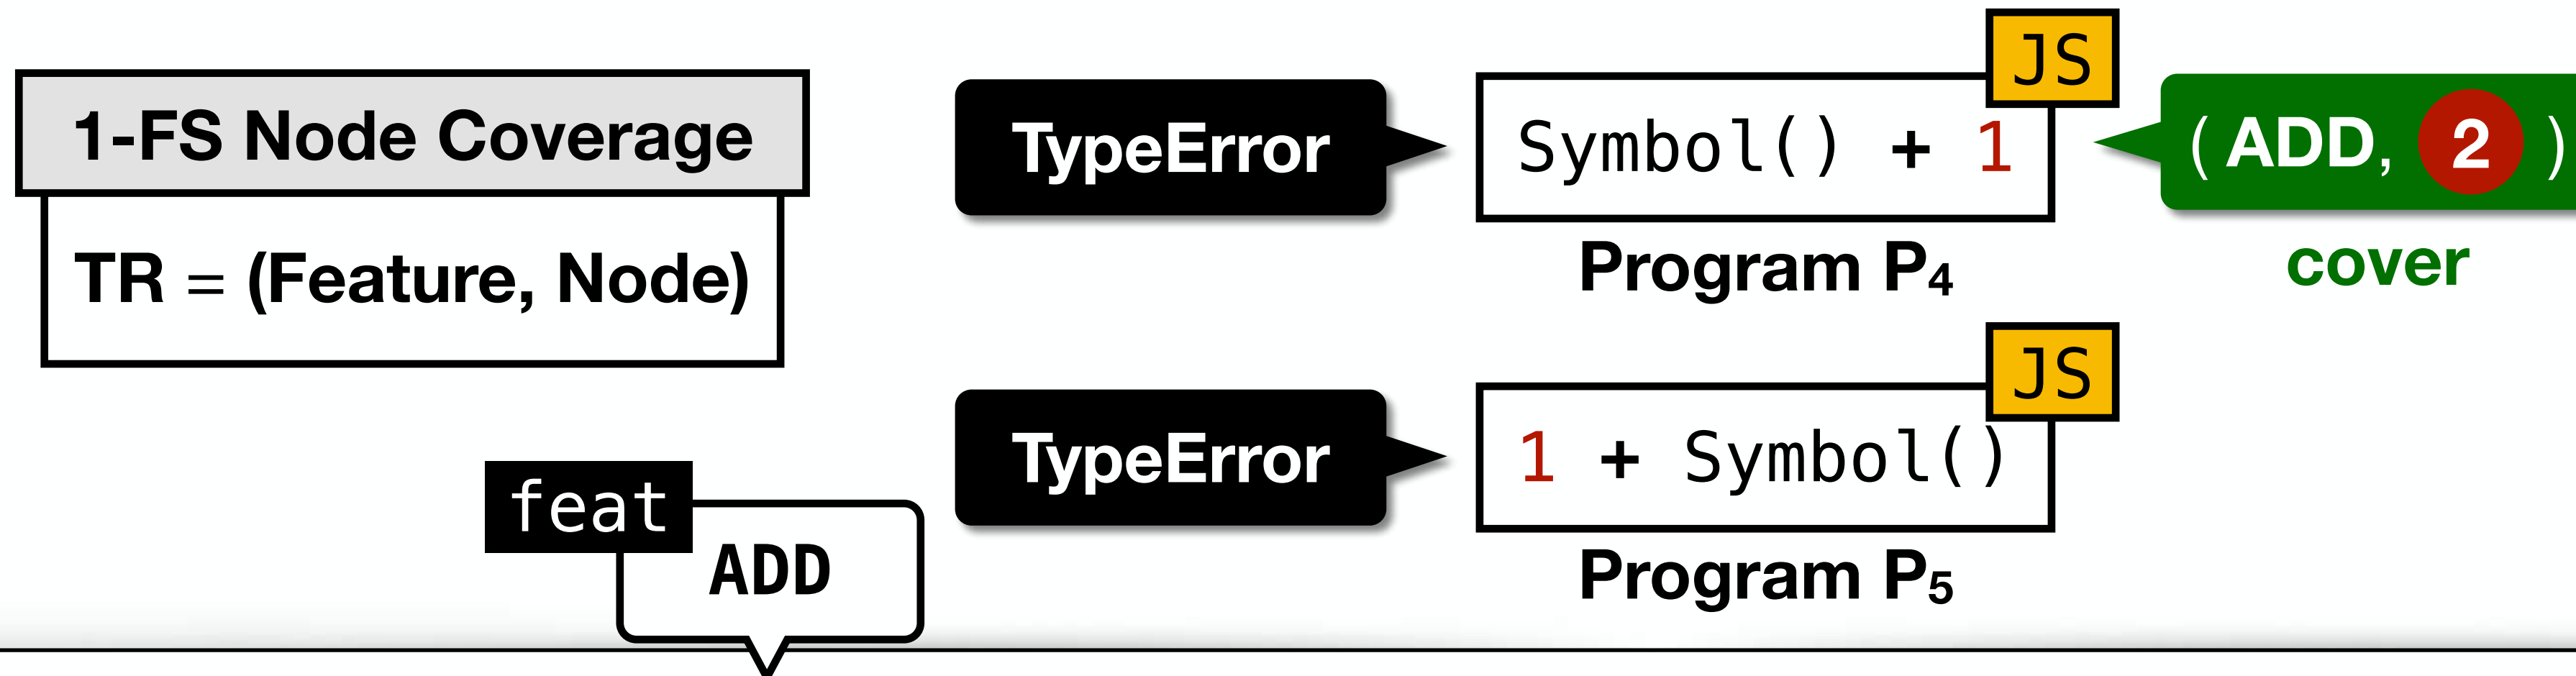 1-FS Node Coverage
TR = (Feature, Node)
TypeError
JS
Symbol() + 1
Program P₄
( ADD, 2 )
cover
TypeError
JS
1 + Symbol()
Program P₅
feat
ADD